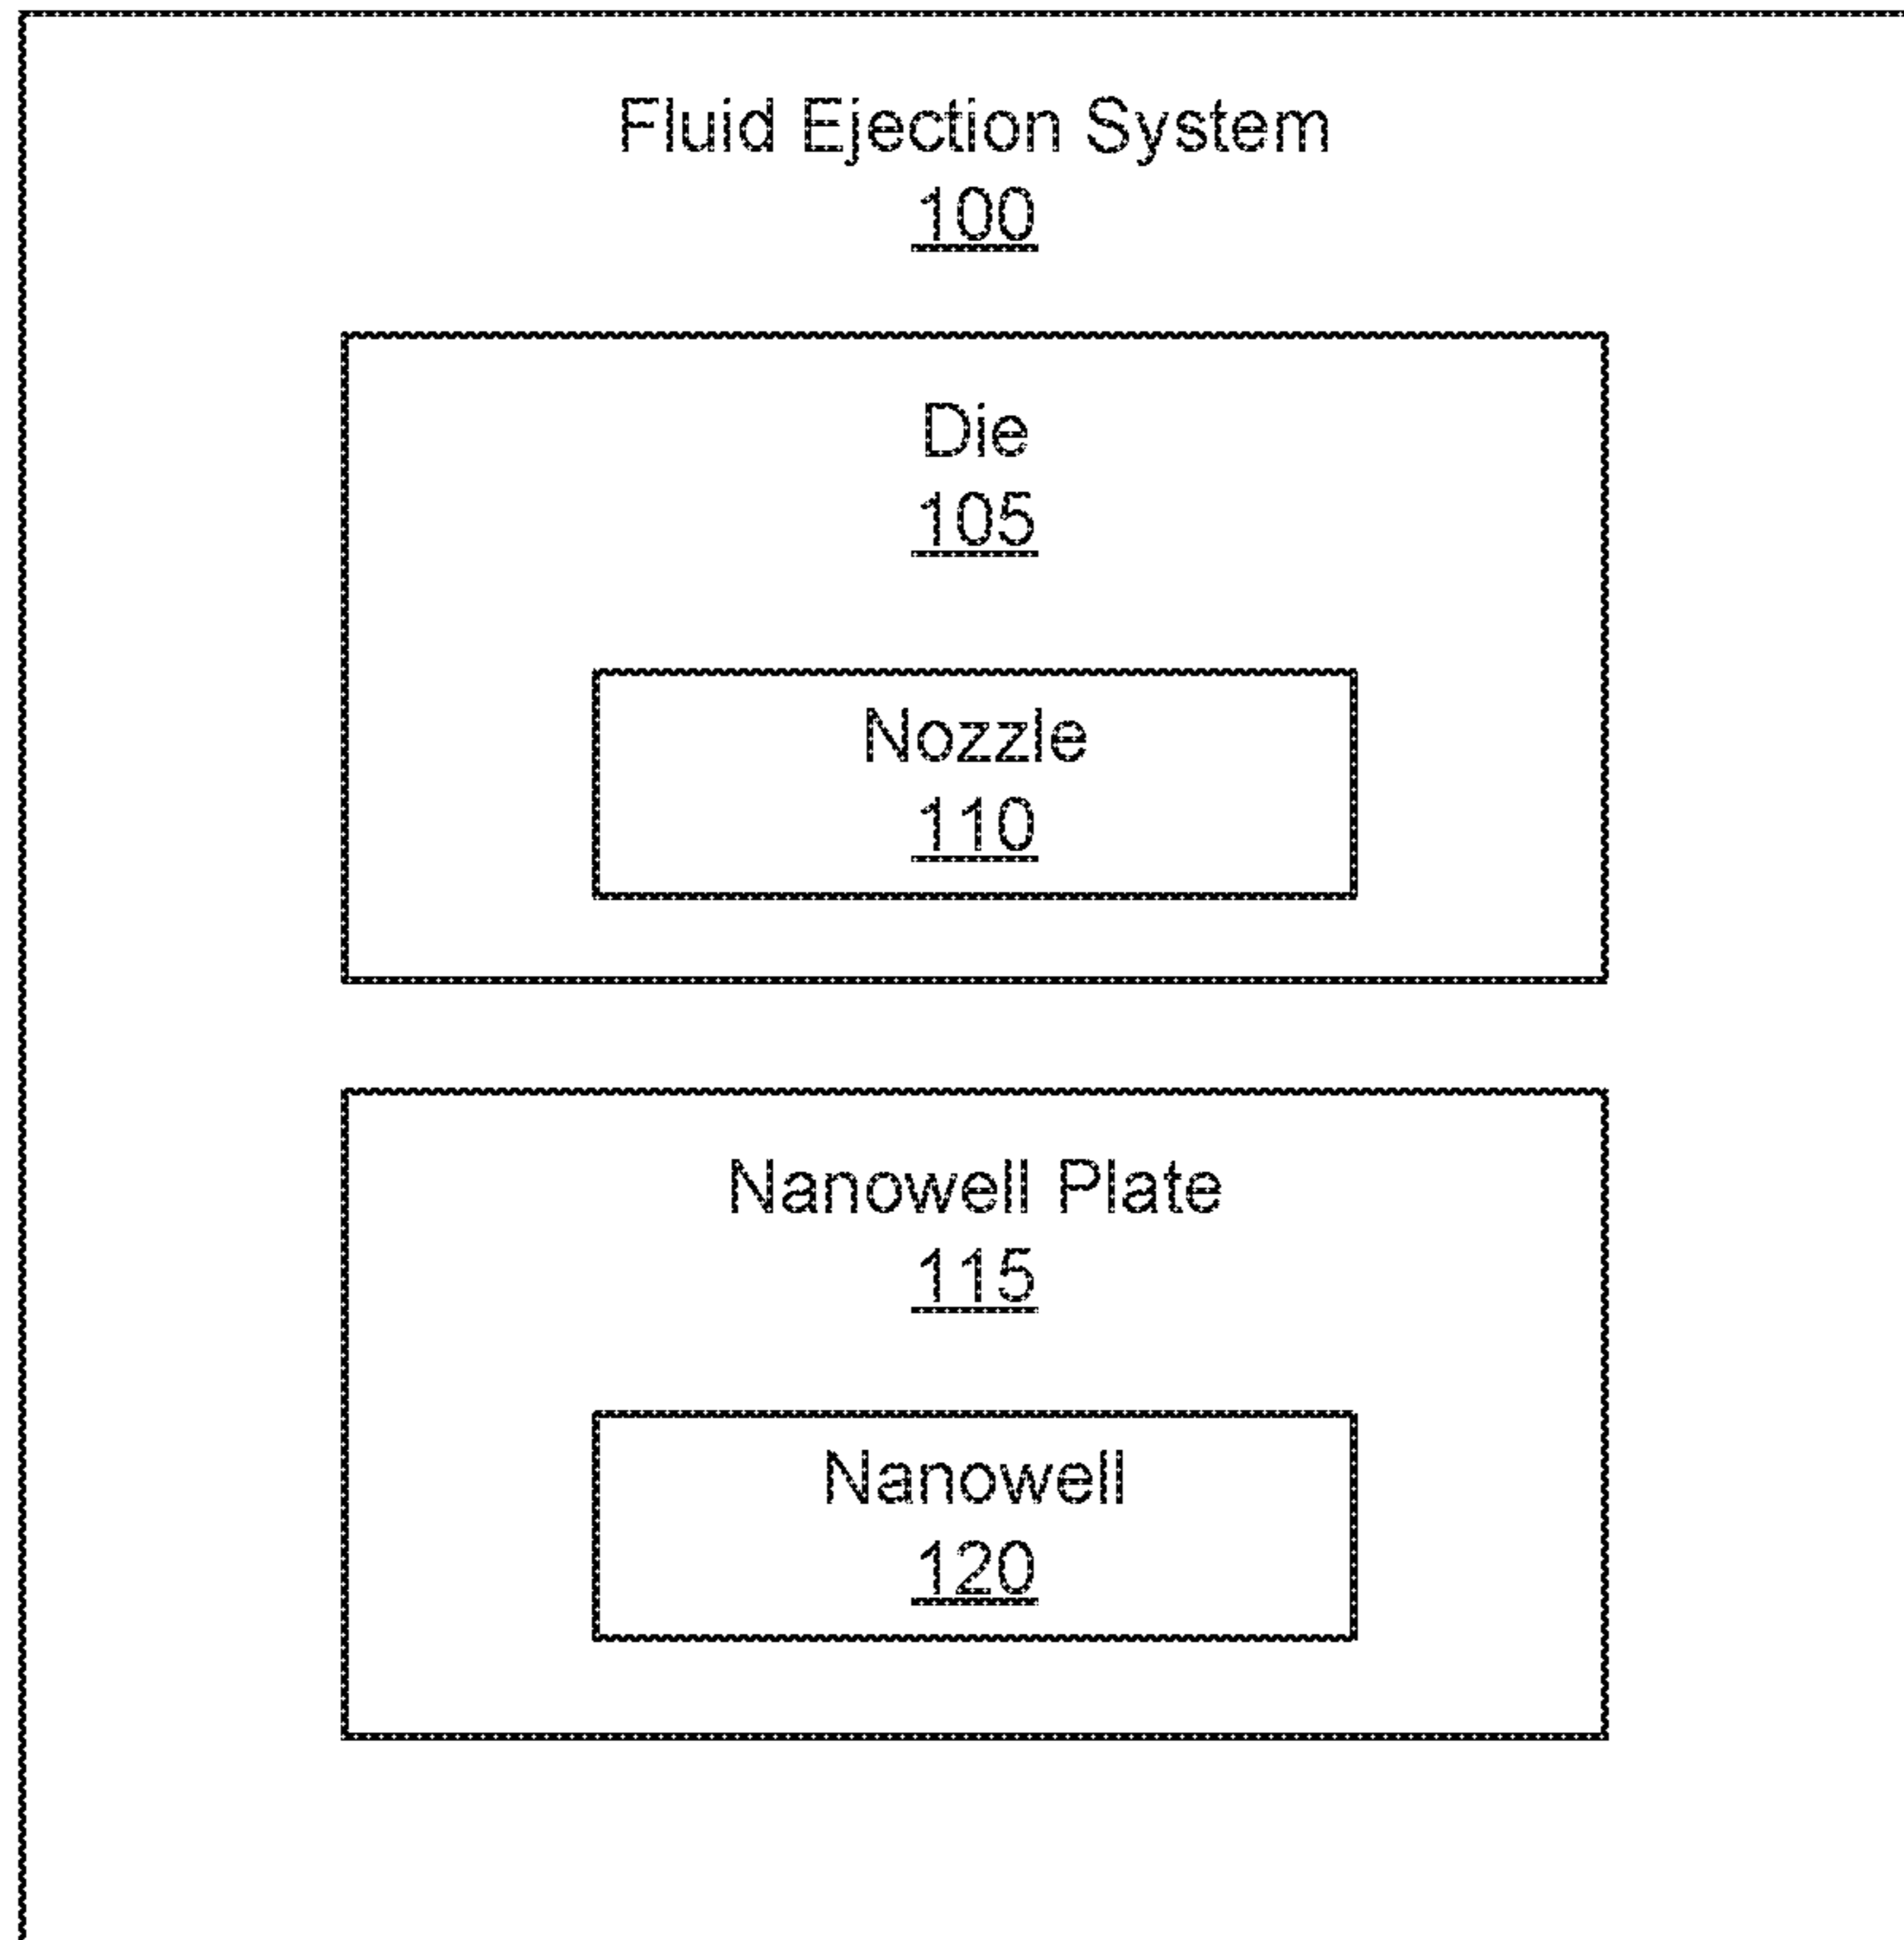 Fluid Ejection System
100
Die
105
Nozzle
110
Nanowell Plate
115
Nanowell
120